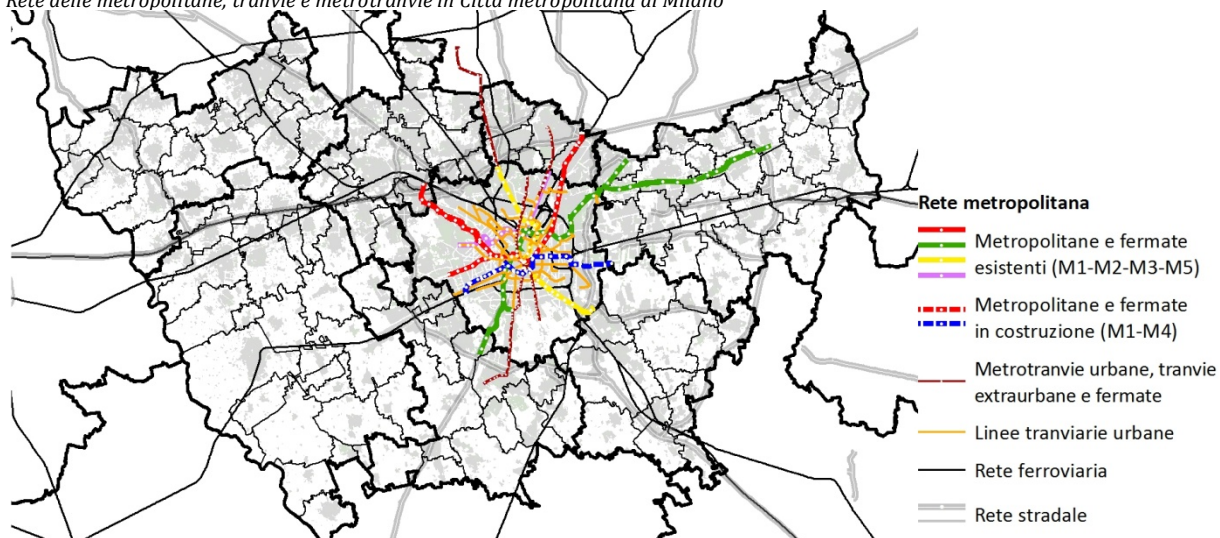 Rete delle metropolitane, tranvie e metrotranvie in Città metropolitana di Milano
Rete metropolitana
Metropolitane e fermate
esistenti (M1-M2-M3-M5)
Metropolitane e fermate
in costruzione (M1-M4)
Metrotranvie urbane, tranvie
extraurbane e fermate
Linee tranviarie urbane
Rete ferroviaria
Rete stradale